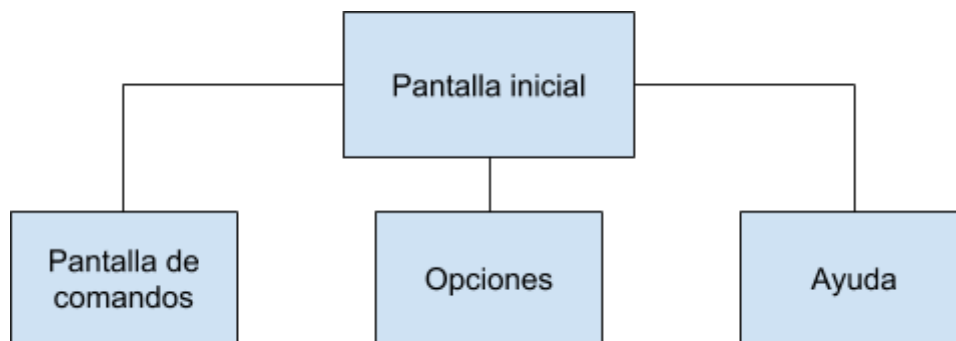 Pantalla inicial
Pantalla de
comandos
Opciones
Ayuda